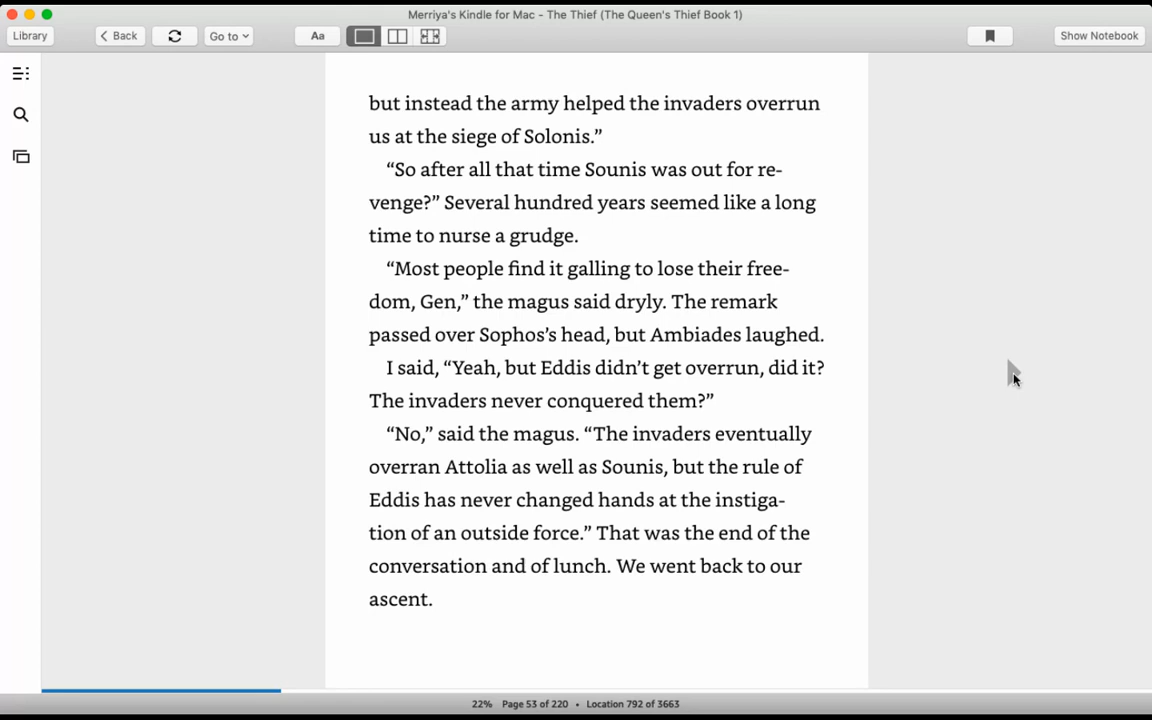 Merriya's Kindle for Mac - The Thief (The Queen's Thief Book 1)
Library
Back
Go to
Aa
Show Notebook
but instead the army helped the invaders overrun
us at the siege of Solonis.”
“So after all that time Sounis was out for re-
venge?” Several hundred years seemed like a long
time to nurse a grudge.
“Most people find it galling to lose their free-
dom, Gen,” the magus said dryly. The remark
passed over Sophos’s head, but Ambiades laughed.
I said, “Yeah, but Eddis didn’t get overrun, did it?
The invaders never conquered them?”
“No,” said the magus. “The invaders eventually
overran Attolia as well as Sounis, but the rule of
Eddis has never changed hands at the instiga-
tion of an outside force.” That was the end of the
conversation and of lunch. We went back to our
ascent.
22% Page 53 of 220 • Location 792 of 3663